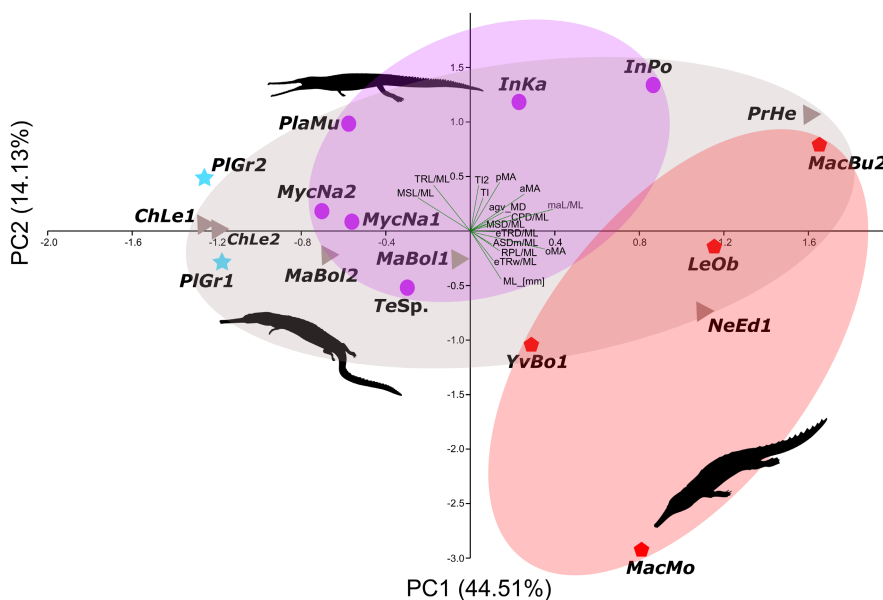 PC2 (14.13%)
1.5
1.0
0.5
-0.5
-1.0
-1.5
-2.0
-2.5
-3.0
-2.0
-1.6
-1.2
-0.8
-0.4
0.4
0.8
1.2
1.6
2.0
InPo
InKa
PrHe
PlaMu
MacBu2
PlGr2
TRL/ML
TI2
pMA
MSL/ML
TI
aMA
MycNa2
agv_MD
maL/ML
ChLe1
MycNa1
CPD/ML
MSD/ML
ChLe2
eTRD/ML
ASDm/ML
MaBol1
RPL/ML
oMA
LeOb
eTRw/ML
PlGr1
MaBol2
ML_[mm]
TeSp.
NeEd1
YvBo1
MacMo
PC1 (44.51%)